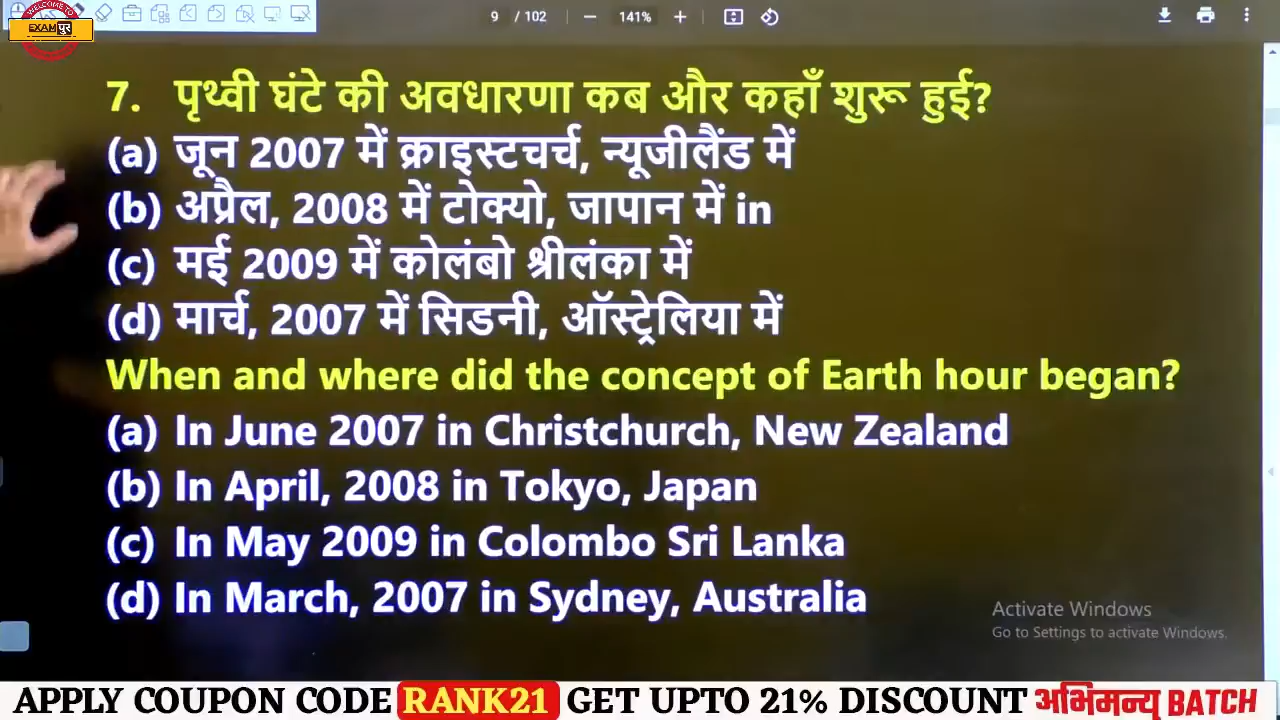 WELCOME TO
EXAM पुर
9 / 102
141%
7. पृथ्वी घंटे की अवधारणा कब और कहाँ शुरू हुई?
(a) जून 2007 में क्राइस्टचर्च, न्यूजीलैंड में
(b) अप्रैल, 2008 में टोक्यो, जापान में in
(c) मई 2009 में कोलंबो श्रीलंका में
(d) मार्च, 2007 में सिडनी, ऑस्ट्रेलिया में
When and where did the concept of Earth hour began?
(a) In June 2007 in Christchurch, New Zealand
(b) In April, 2008 in Tokyo, Japan
(c) In May 2009 in Colombo Sri Lanka
(d) In March, 2007 in Sydney, Australia
Activate Windows
Go to Settings to activate Windows.
APPLY COUPON CODE RANK21 GET UPTO 21% DISCOUNT अभिमन्यु BATCH